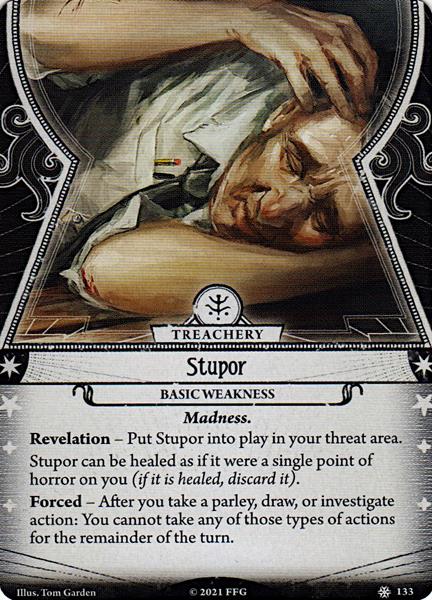 TREACHERY
Stupor
BASIC WEAKNESS
Madness.
Revelation – Put Stupor into play in your threat area.
Stupor can be healed as if it were a single point of
horror on you (if it is healed, discard it).
Forced – After you take a parley, draw, or investigate
action: You cannot take any of those types of actions
for the remainder of the turn.
Illus. Tom Garden © 2021 FFG 133